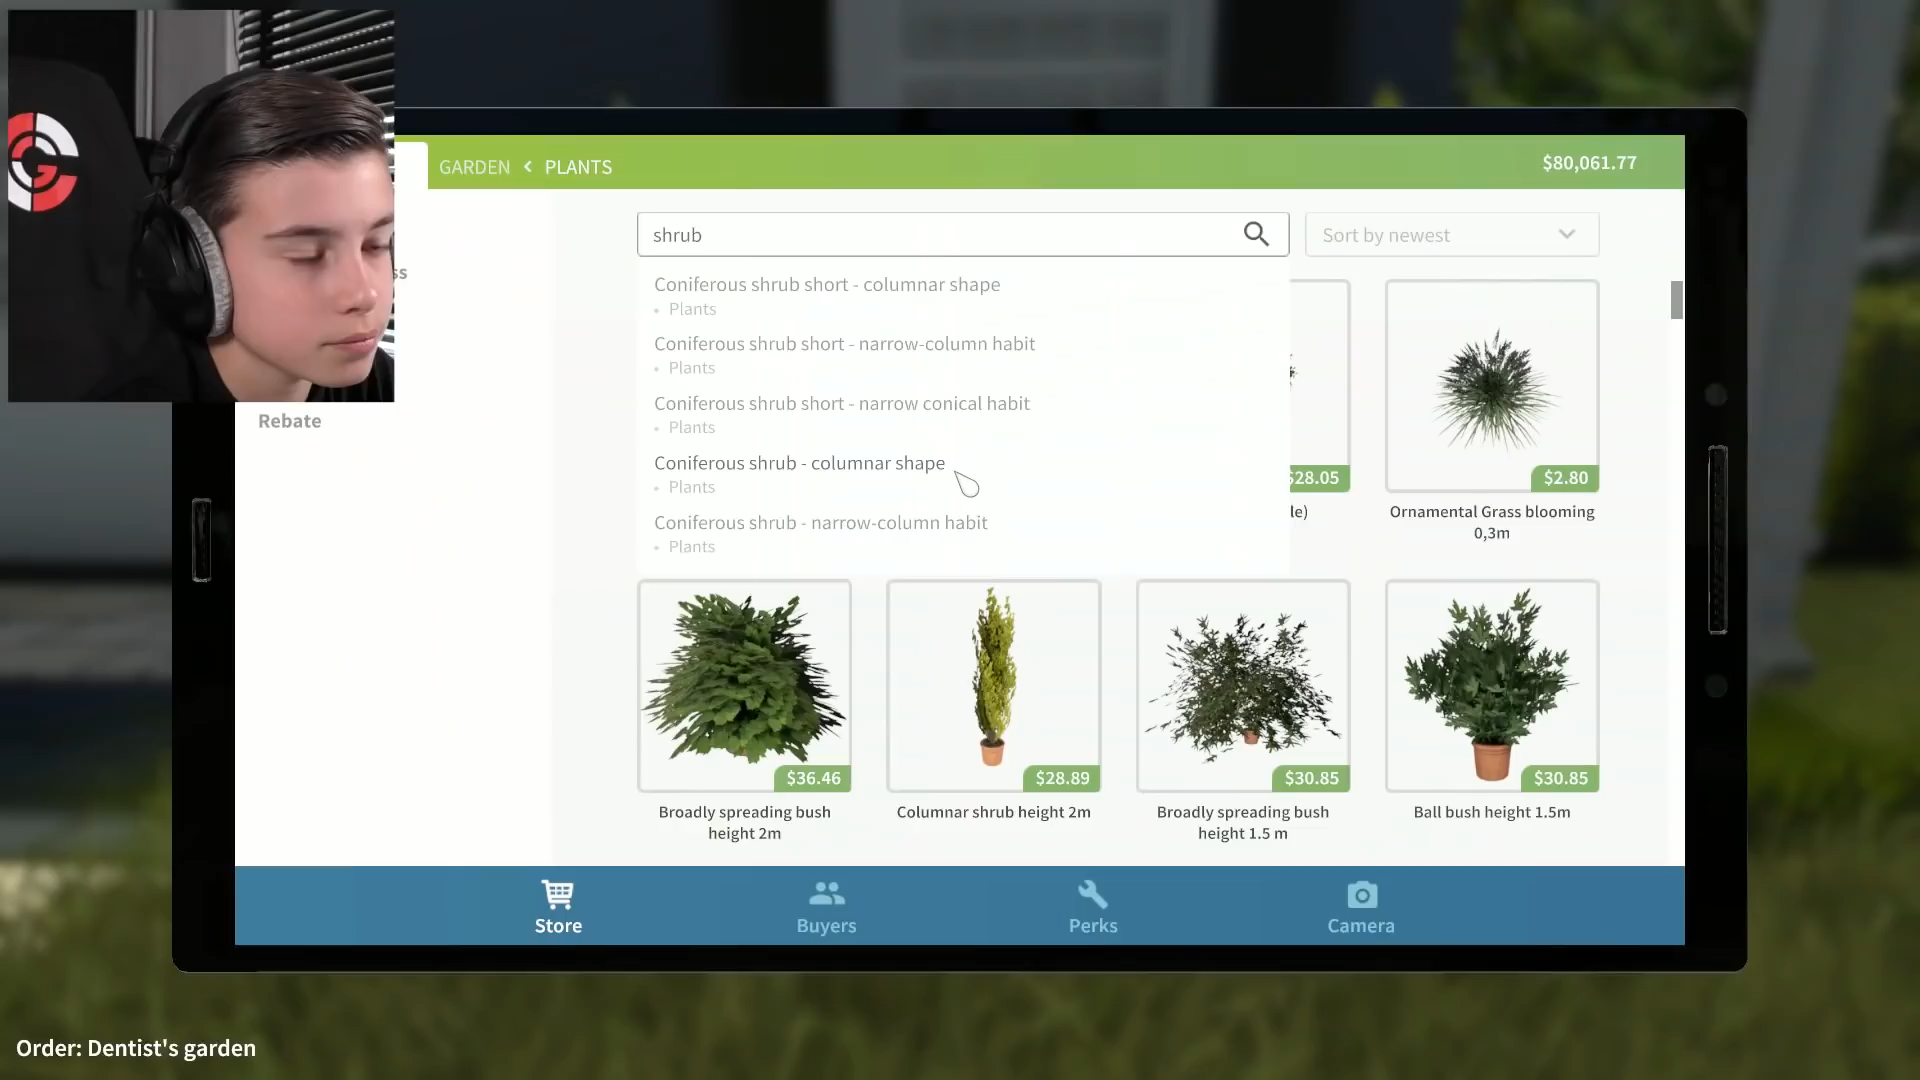 GARDEN < PLANTS
$80,061.77
shrub
Sort by newest
Coniferous shrub short - columnar shape
• Plants
Coniferous shrub short - narrow-column habit
• Plants
Coniferous shrub short - narrow conical habit
• Plants
Coniferous shrub - columnar shape
• Plants
Coniferous shrub - narrow-column habit
• Plants
ss
Rebate
$28.05
le)
$2.80
Ornamental Grass blooming
0,3m
$36.46
Broadly spreading bush
height 2m
$28.89
Columnar shrub height 2m
$30.85
Broadly spreading bush
height 1.5 m
$30.85
Ball bush height 1.5m
Store
Buyers
Perks
Camera
Order: Dentist's garden